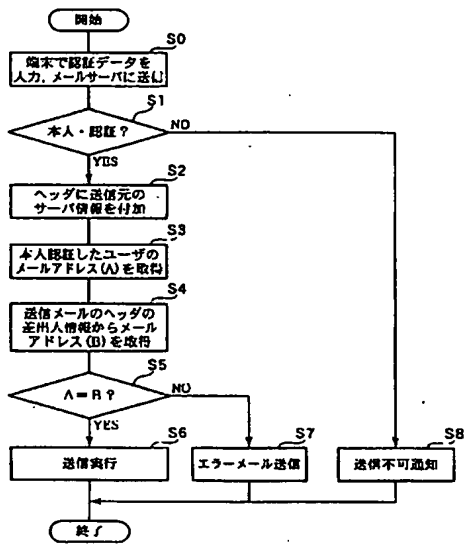 開始
S0
端末で認証データを
入力、メールサーバに送信
S1
本人・認証？
NO
YES
S2
ヘッダに送信元の
サーバ情報を付加
S3
本人認証したユーザの
メールアドレス(A)を取得
S4
送信メールのヘッダの
差出人情報からメール
アドレス(B)を取得
S5
A=B？
NO
YES
S6
送信実行
S7
エラーメール送信
S8
送信不可通知
終了